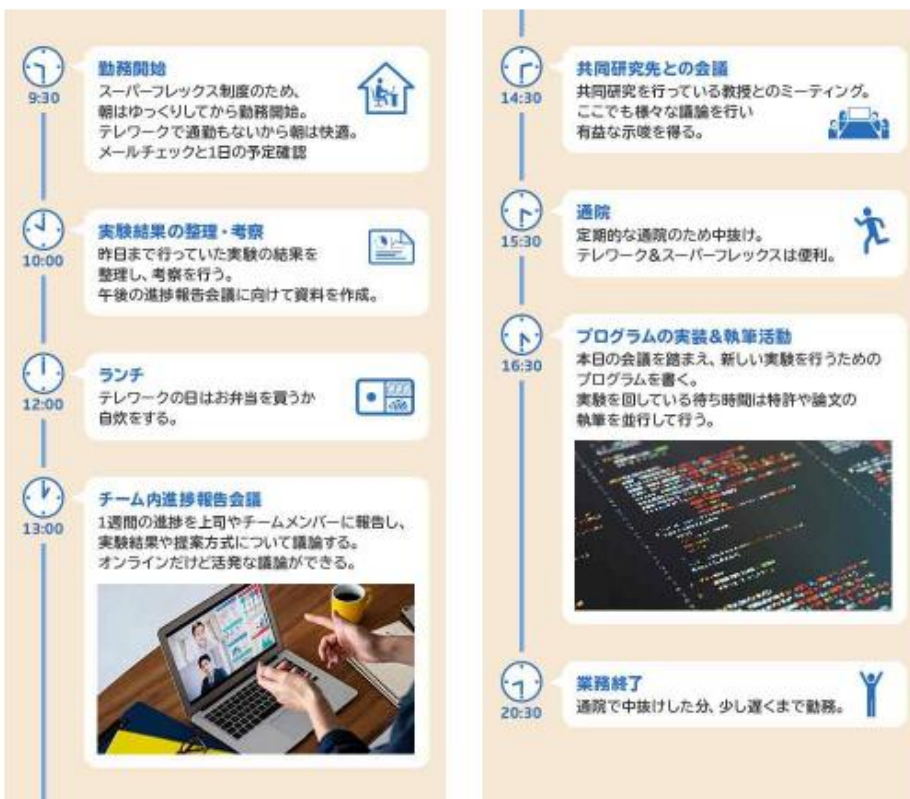 9:30
勤務開始
スーパーフレックス制度のため、
朝はゆっくりしてから勤務開始。
テレワークで通勤もないから朝は快適。
メールチェックと1日の予定確認
10:00
実験結果の整理・考察
昨日まで行っていた実験の結果を
整理し、考察を行う。
午後の進捗報告会議に向けて資料を作成。
12:00
ランチ
テレワークの日はお弁当を買うか
自炊をする。
13:00
チーム内進捗報告会議
1週間の進捗を上司やチームメンバーに報告し、
実験結果や提案方式について議論する。
オンラインだけど活発な議論ができる。
14:30
共同研究先との会議
共同研究を行っている教授とのミーティング。
ここでも様々な議論を行い
有益な示唆を得る。
15:30
通院
定期的な通院のため中抜け。
テレワーク&スーパーフレックスは便利。
16:30
プログラムの実装&執筆活動
本日の会議を踏まえ、新しい実験を行うための
プログラムを書く。
実験を回している待ち時間は特許や論文の
執筆を並行して行う。
20:30
業務終了
通院で中抜けした分、少し遅くまで勤務。